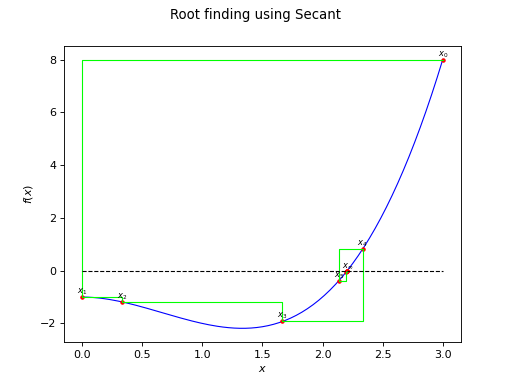 Root finding using Secant
x₀
8
6
4
f(x)
2
x₄
x₆
0
x₅
x₁
x₂
x₃
−2
0.0 0.5 1.0 1.5 2.0 2.5 3.0
x